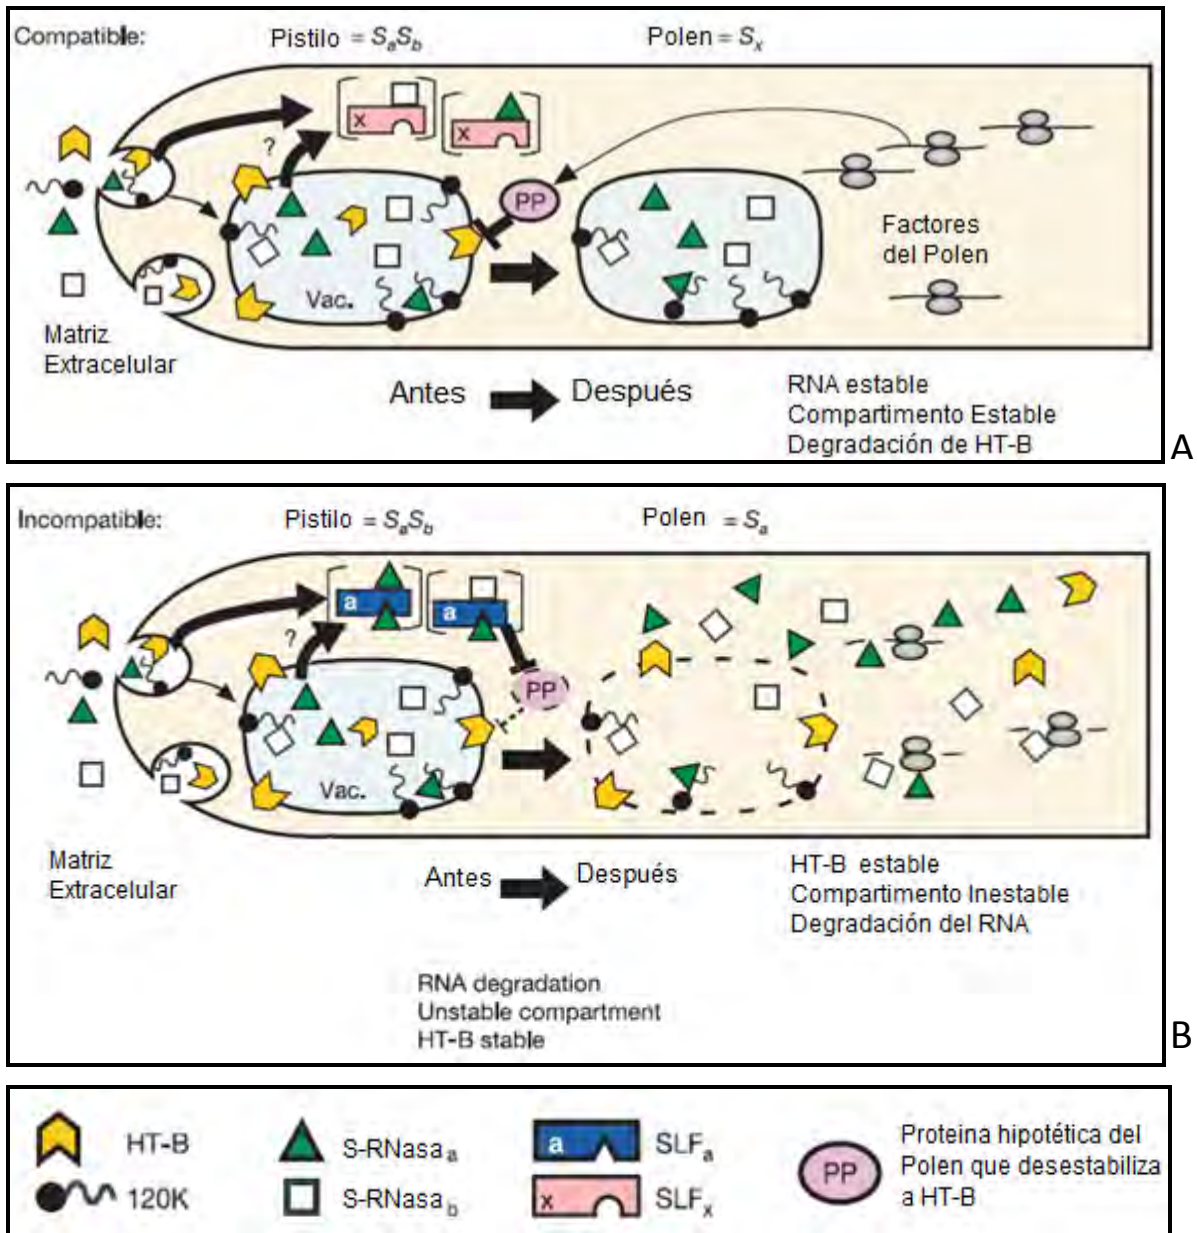 Compatible:
Pistilo = SaSb
Polen = Sx
x
x
?
PP
Vac.
Factores
del Polen
Matriz
Extracelular
Antes
Después
RNA estable
Compartimento Estable
Degradación de HT-B
A
Incompatible:
Pistilo = SaSb
Polen = Sa
a
a
?
PP
Vac.
Matriz
Extracelular
Antes
Después
HT-B estable
Compartimento Inestable
Degradación del RNA
RNA degradation
Unstable compartment
HT-B stable
B
HT-B
S-RNasa a
a
SLFa
PP
Proteina hipotética del
Polen que desestabiliza
a HT-B
120K
S-RNasa b
x
SLFx